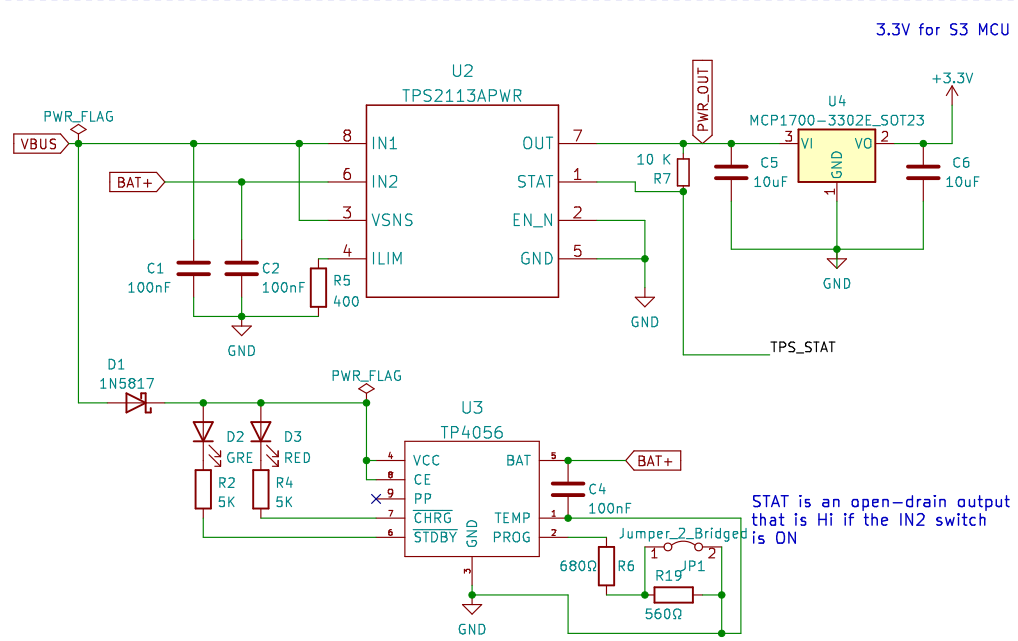 3.3V for S3 MCU
U2
TPS2113APWR
PWR_FLAG
VBUS
BAT+
8 IN1
6 IN2
3 VSNS
4 ILIM
OUT 7
STAT 1
EN_N 2
GND 5
C1
100nF
C2
100nF
R5
400
GND
GND
PWR_OUT
10 K
R7
C5
10uF
U4
MCP1700-3302E_SOT23
3 VI
VO 2
GND
1
+3.3V
C6
10uF
GND
TPS_STAT
D1
1N5817
PWR_FLAG
D2
GRE
D3
RED
R2
5K
R4
5K
U3
TP4056
4 VCC
8 CE
9 PP
7 CHRG
6 STDBY
GND
3
BAT 5
TEMP 1
PROG 2
BAT+
C4
100nF
Jumper_2_Bridged
1
2
JP1
680Ω
R6
R19
560Ω
GND
STAT is an open-drain output
that is Hi if the IN2 switch
is ON